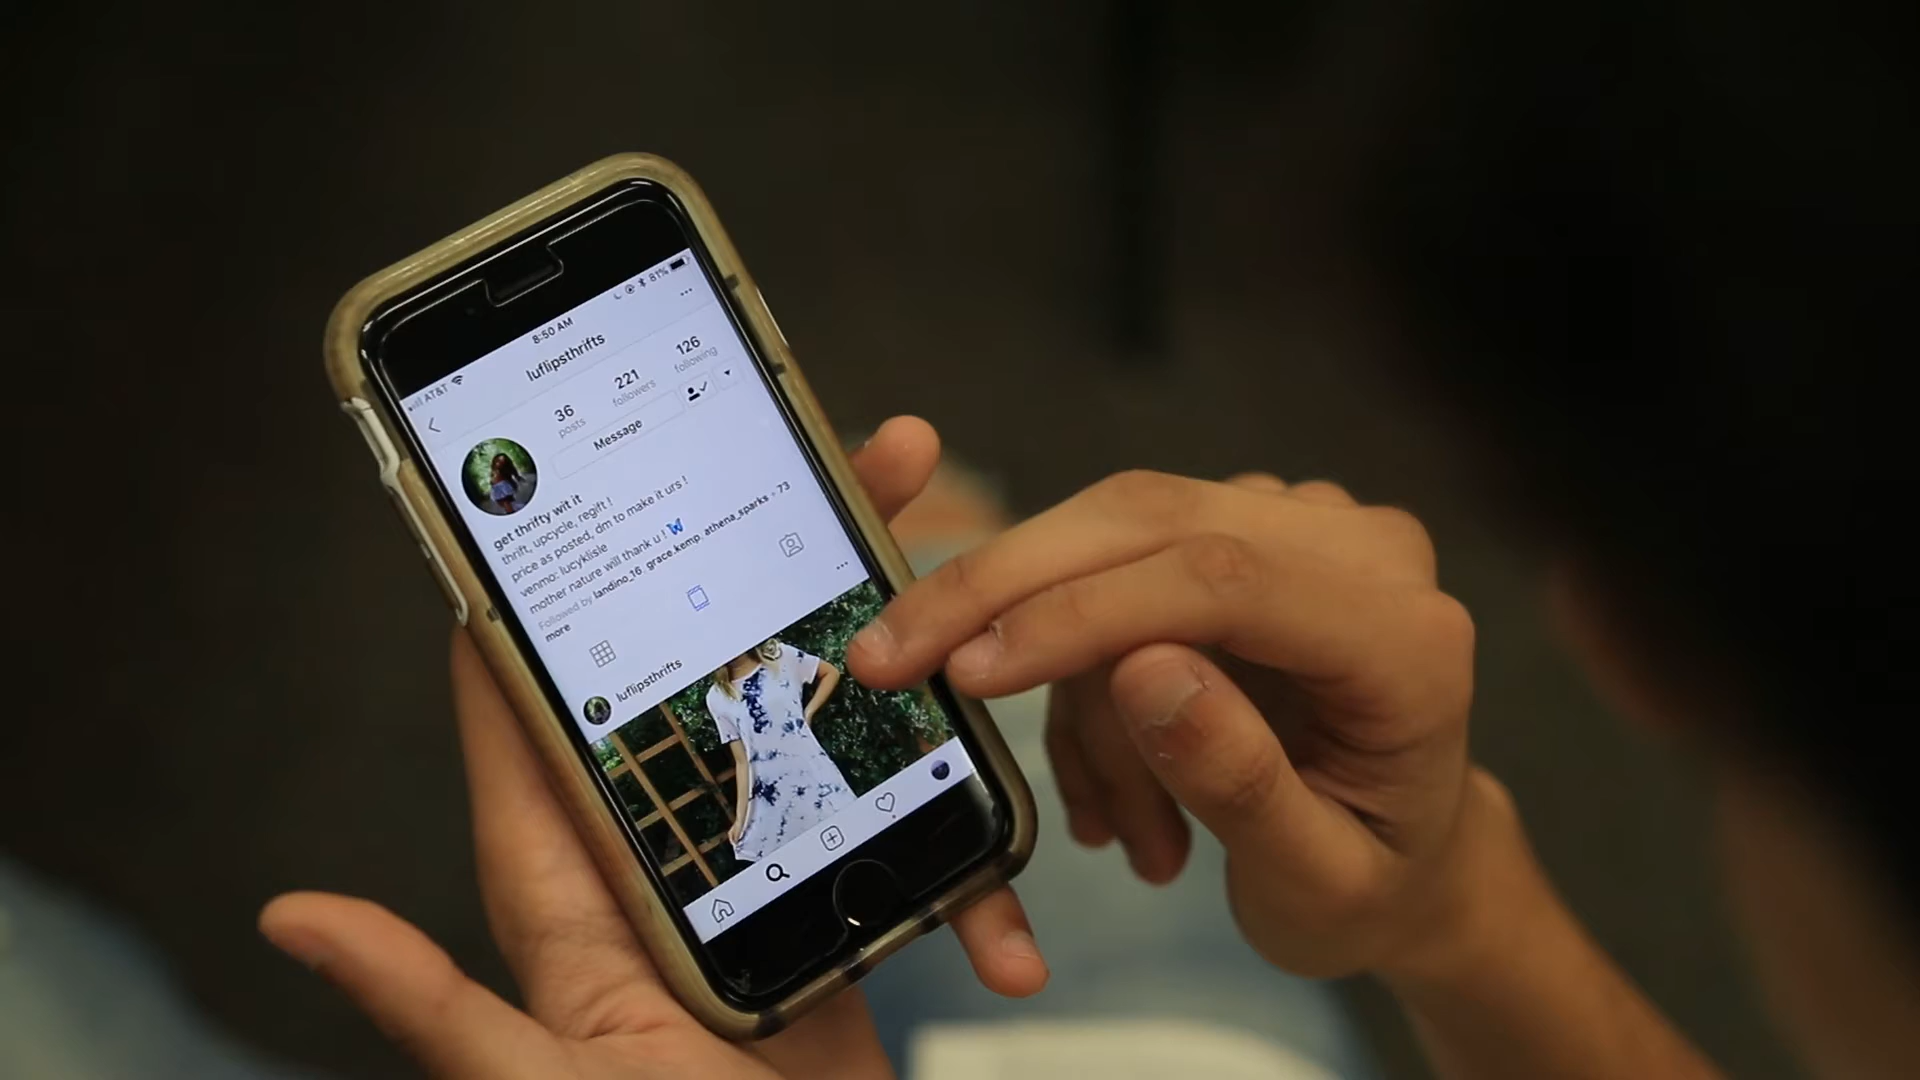 AT&T 8:50 AM 81%
luflipsthrifts
36 221 126
posts followers following
Message
get thrifty wit it
thrift, upcycle, regift !
price as posted, dm to make it urs !
venmo: lucyklisle
mother nature will thank u ! 🦋
Followed by landino_16, grace.kemp, athena_sparks + 73
more
luflipsthrifts